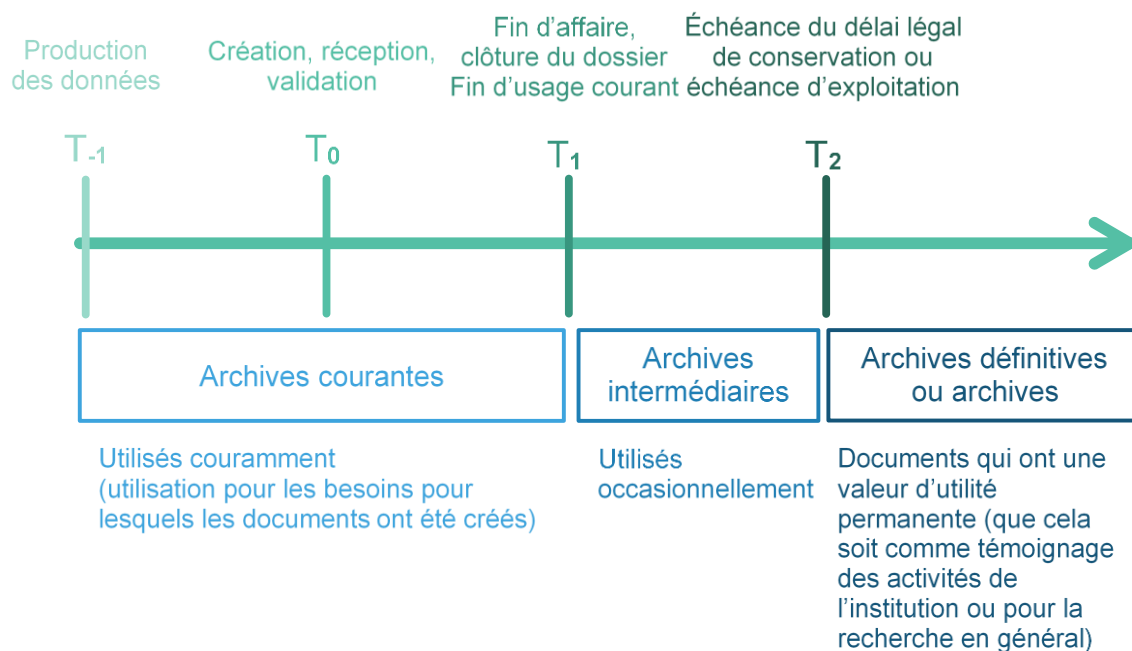 Production
des données
Création, réception,
validation
Fin d’affaire,
clôture du dossier
Fin d’usage courant
Échéance du délai légal
de conservation ou
échéance d’exploitation
T-1
T0
T1
T2
Archives courantes
Archives
intermédiaires
Archives définitives
ou archives
Utilisés couramment
(utilisation pour les besoins pour
lesquels les documents ont été créés)
Utilisés
occasionnellement
Documents qui ont une
valeur d’utilité
permanente (que cela
soit comme témoignage
des activités de
l’institution ou pour la
recherche en général)